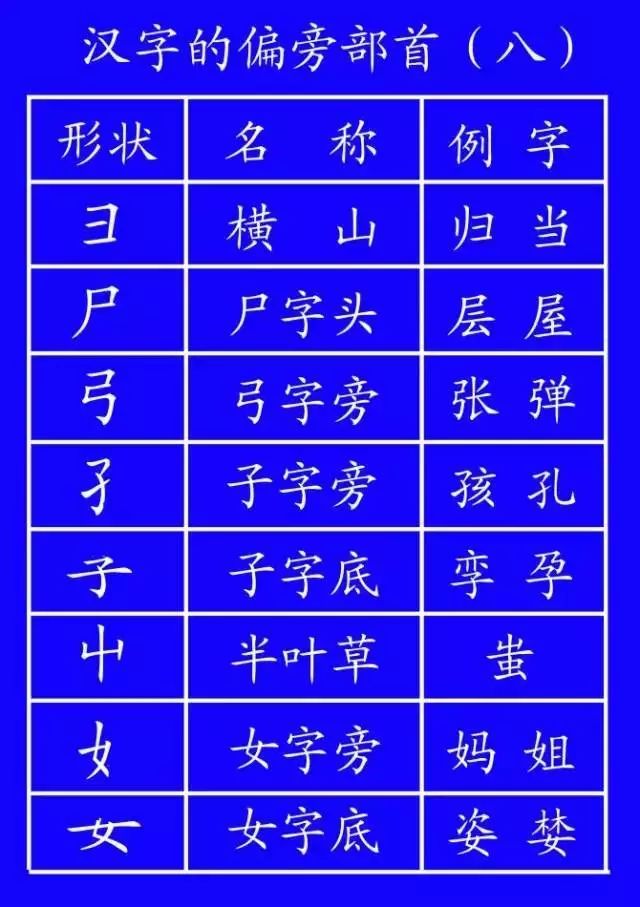 汉字的偏旁部首（八）
形状 名称 例字
彐 横山 归当
尸 尸字头 层屋
弓 弓字旁 张弹
孑 子字旁 孩孔
子 子字底 孪孕
屮 半叶草 蚩
女 女字旁 妈姐
女 女字底 姿婪